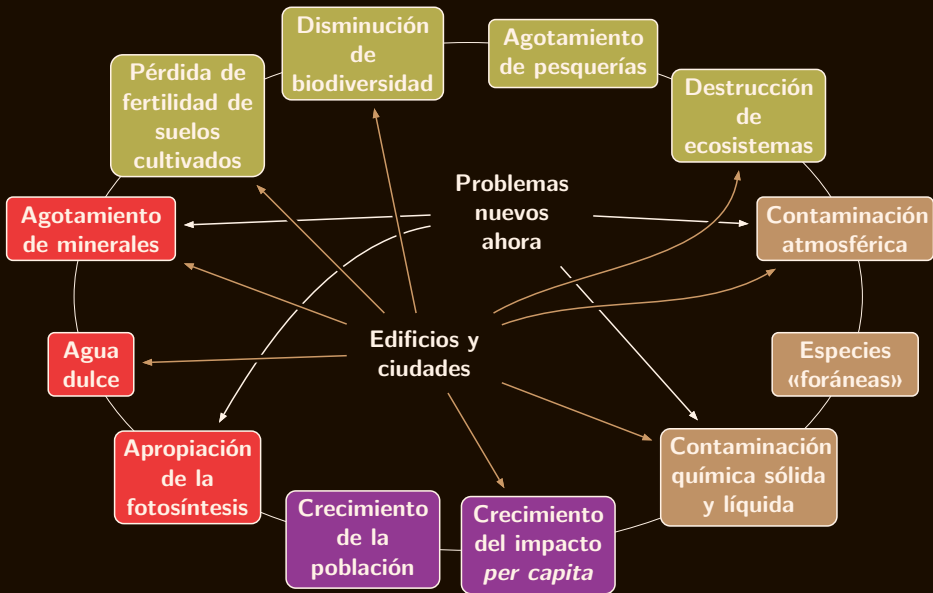 Disminución
de
biodiversidad
Agotamiento
de pesquerías
Pérdida de
fertilidad de
suelos
cultivados
Destrucción
de
ecosistemas
Problemas
nuevos
ahora
Agotamiento
de minerales
Contaminación
atmosférica
Edificios y
ciudades
Agua
dulce
Especies
«foráneas»
Apropiación
de la
fotosíntesis
Contaminación
química sólida
y líquida
Crecimiento
de la
población
Crecimiento
del impacto
per capita